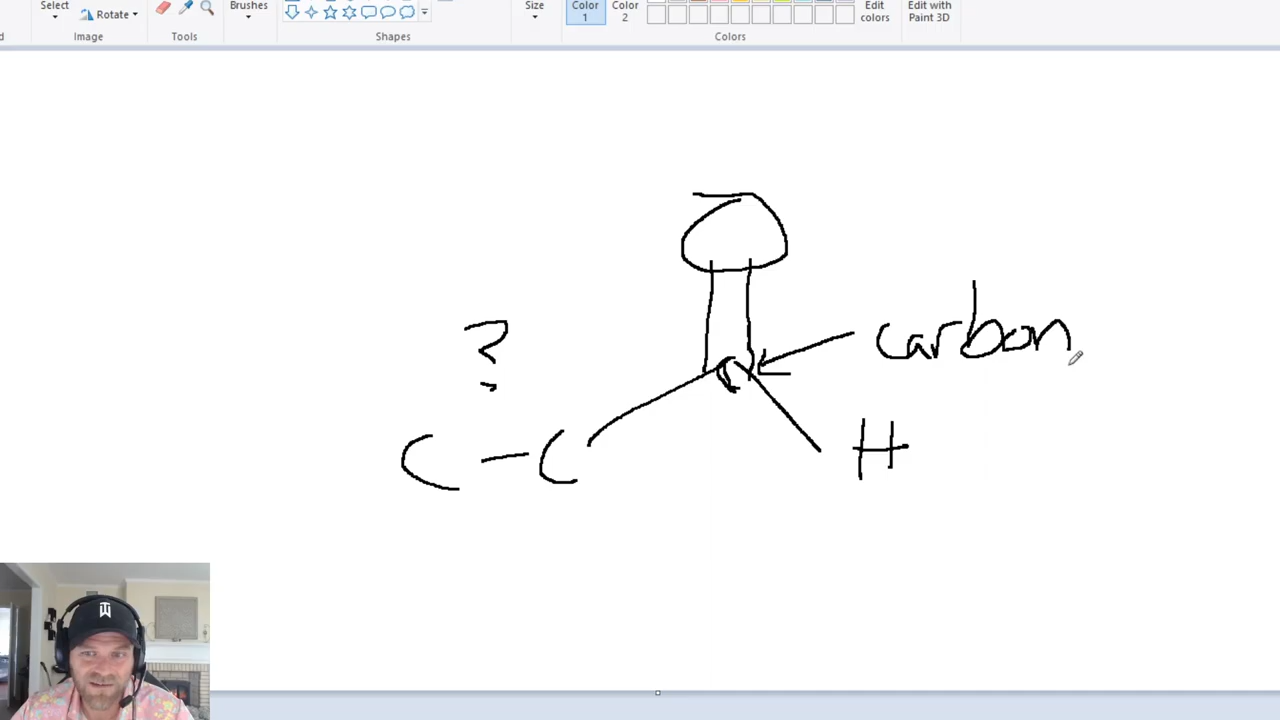 Select
Rotate
Brushes
Size
Color 1
Color 2
Edit colors
Edit with Paint 3D
Image
Tools
Shapes
Colors
O
carbon
?
C
C - C
H